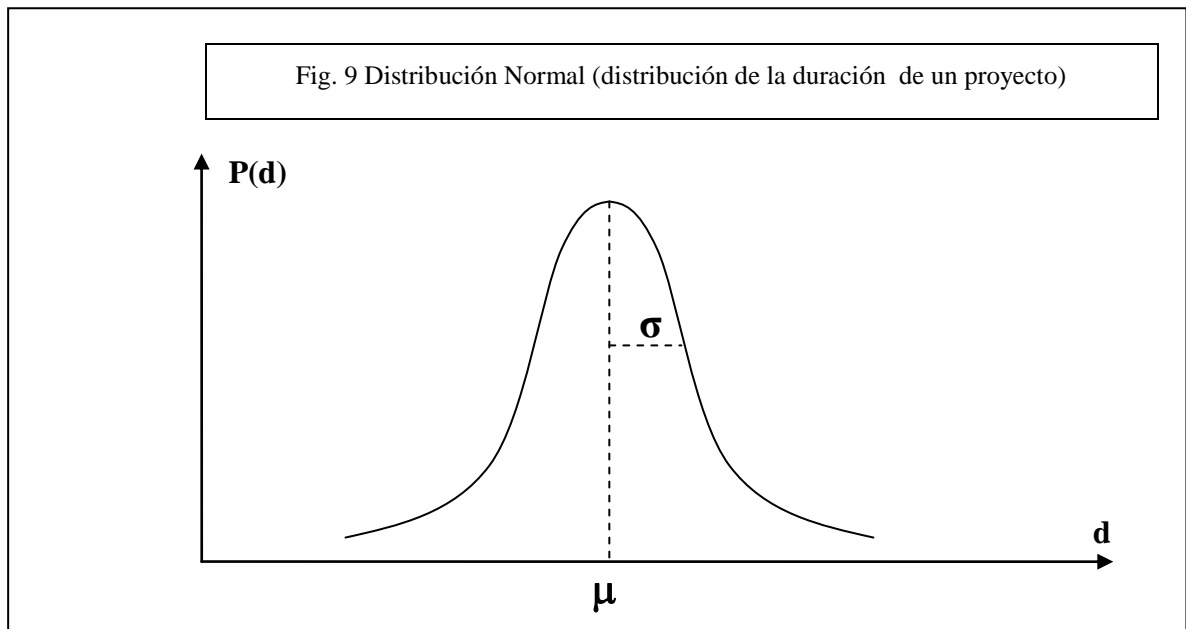 Fig. 9 Distribución Normal (distribución de la duración de un proyecto)
P(d)
σ
d
μ